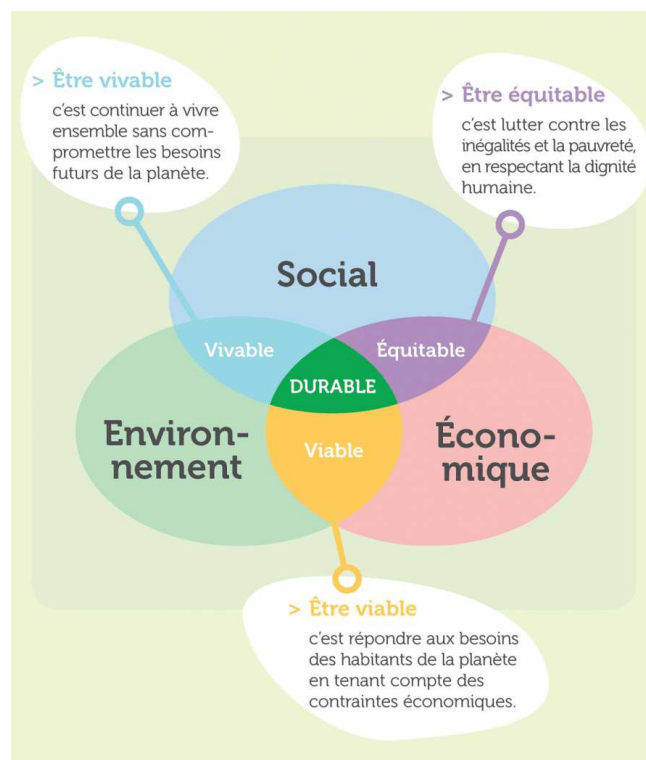 > Être vivable
c'est continuer à vivre
ensemble sans com-
promettre les besoins
futurs de la planète.
> Être équitable
c'est lutter contre les
inégalités et la pauvreté,
en respectant la dignité
humaine.
Social
Vivable
Équitable
DURABLE
Environ-
nement
Viable
Écono-
mique
> Être viable
c'est répondre aux besoins
des habitants de la planète
en tenant compte des
contraintes économiques.